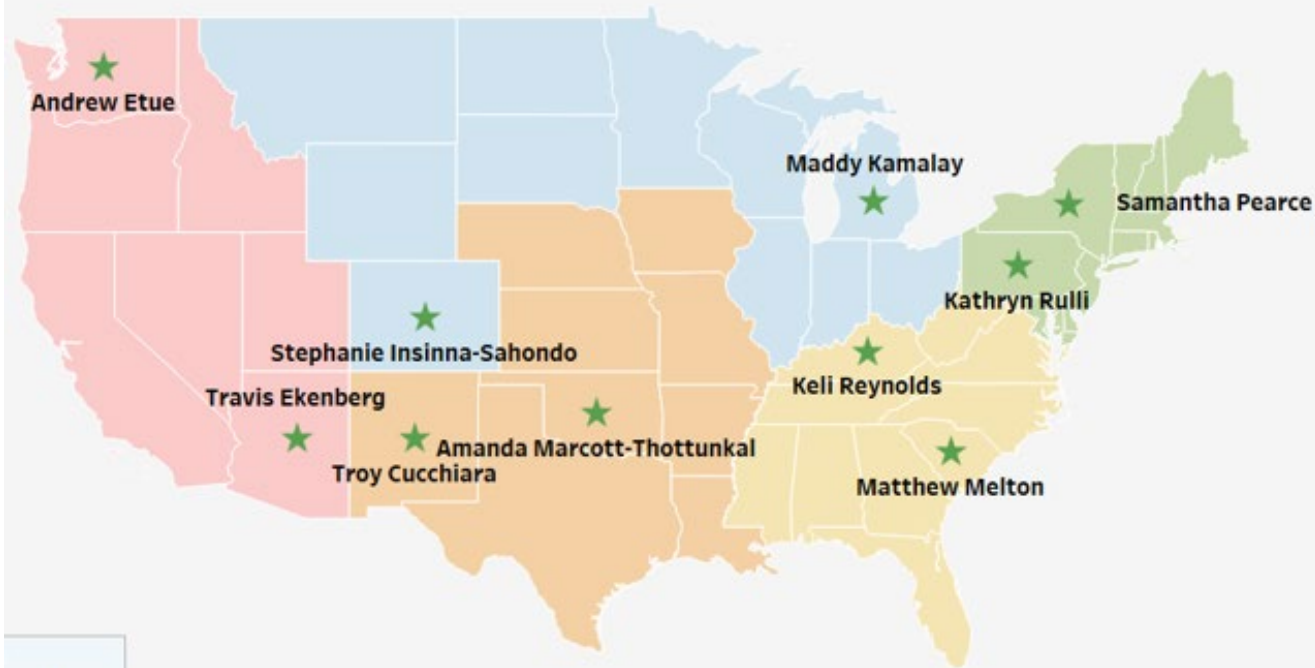 Andrew Etue
Maddy Kamalay
Samantha Pearce
Kathryn Rulli
Stephanie Insinna-Sahondo
Keli Reynolds
Travis Ekenberg
Amanda Marcott-Thottunkal
Troy Cucchiara
Matthew Melton